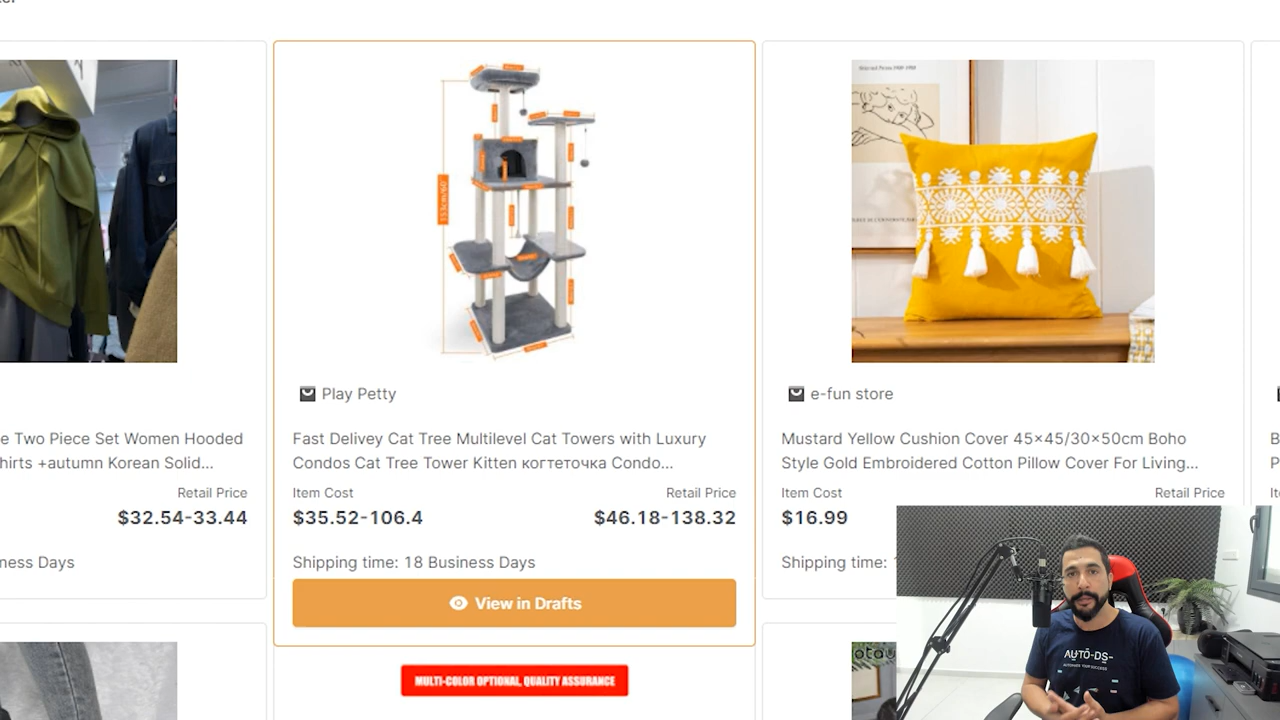 Play Petty
e-fun store
e Two Piece Set Women Hooded
hirts +autumn Korean Solid...
Fast Delivey Cat Tree Multilevel Cat Towers with Luxury
Condos Cat Tree Tower Kitten когтеточка Condo...
Mustard Yellow Cushion Cover 45×45/30×50cm Boho
Style Gold Embroidered Cotton Pillow Cover For Living...
Retail Price
Item Cost
Retail Price
Item Cost
Retail Price
$32.54-33.44
$35.52-106.4
$46.18-138.32
$16.99
ness Days
Shipping time: 18 Business Days
Shipping time:
View in Drafts
MULTI-COLOR OPTIONAL, QUALITY ASSURANCE
AUTO-DS-
AUTOMATE YOUR SUCCESS